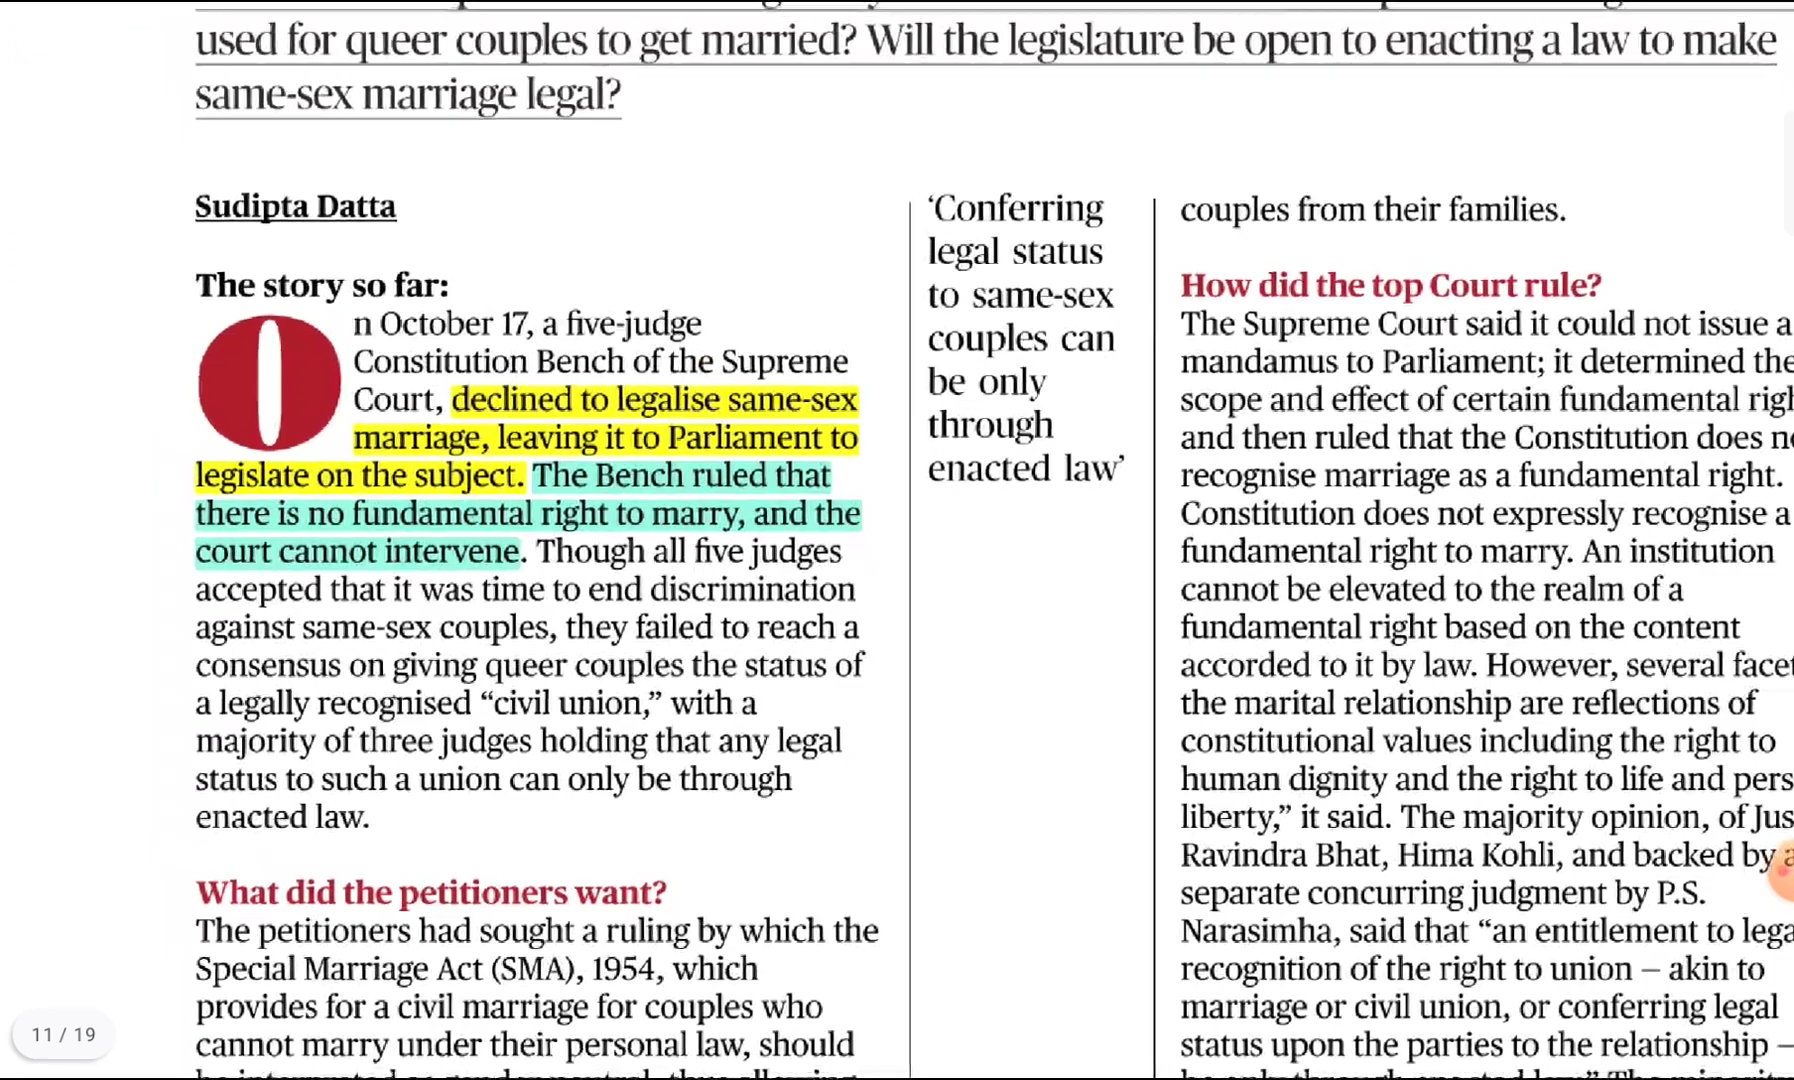 used for queer couples to get married? Will the legislature be open to enacting a law to make
same-sex marriage legal?
Sudipta Datta
The story so far:
On October 17, a five-judge
Constitution Bench of the Supreme
Court, declined to legalise same-sex
marriage, leaving it to Parliament to
legislate on the subject. The Bench ruled that
there is no fundamental right to marry, and the
court cannot intervene. Though all five judges
accepted that it was time to end discrimination
against same-sex couples, they failed to reach a
consensus on giving queer couples the status of
a legally recognised “civil union,” with a
majority of three judges holding that any legal
status to such a union can only be through
enacted law.
What did the petitioners want?
The petitioners had sought a ruling by which the
Special Marriage Act (SMA), 1954, which
provides for a civil marriage for couples who
cannot marry under their personal law, should
‘Conferring
legal status
to same-sex
couples can
be only
through
enacted law’
couples from their families.
How did the top Court rule?
The Supreme Court said it could not issue a
mandamus to Parliament; it determined the
scope and effect of certain fundamental righ
and then ruled that the Constitution does n
recognise marriage as a fundamental right.
Constitution does not expressly recognise a
fundamental right to marry. An institution
cannot be elevated to the realm of a
fundamental right based on the content
accorded to it by law. However, several facet
the marital relationship are reflections of
constitutional values including the right to
human dignity and the right to life and pers
liberty,” it said. The majority opinion, of Jus
Ravindra Bhat, Hima Kohli, and backed by a
separate concurring judgment by P.S.
Narasimha, said that “an entitlement to lega
recognition of the right to union – akin to
marriage or civil union, or conferring legal
status upon the parties to the relationship –
11 / 19